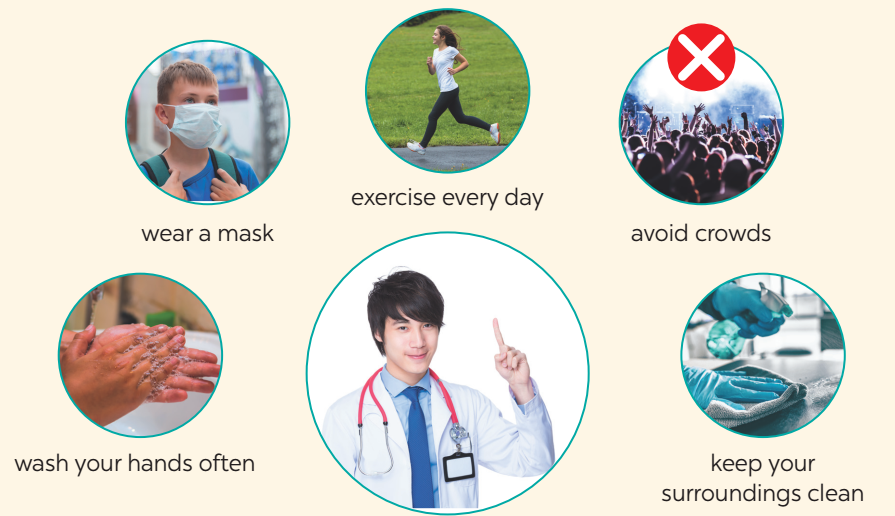 exercise every day
wear a mask
avoid crowds
wash your hands often
keep your
surroundings clean